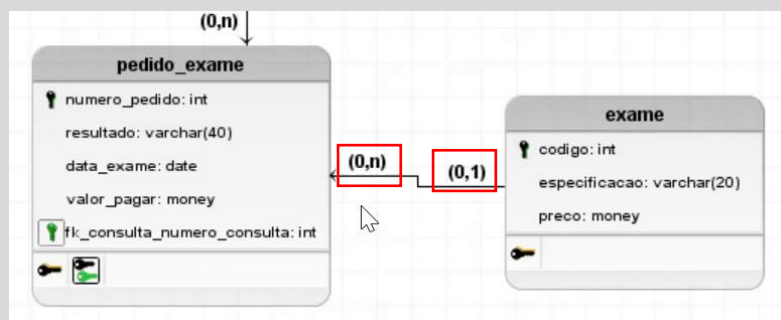 (0,n)
pedido_exame
numero_pedido: int
resultado: varchar(40)
data_exame: date
valor_pagar: money
fk_consulta_numero_consulta: int
(0,n)
(0,1)
exame
codigo: int
especificacao: varchar(20)
preco: money